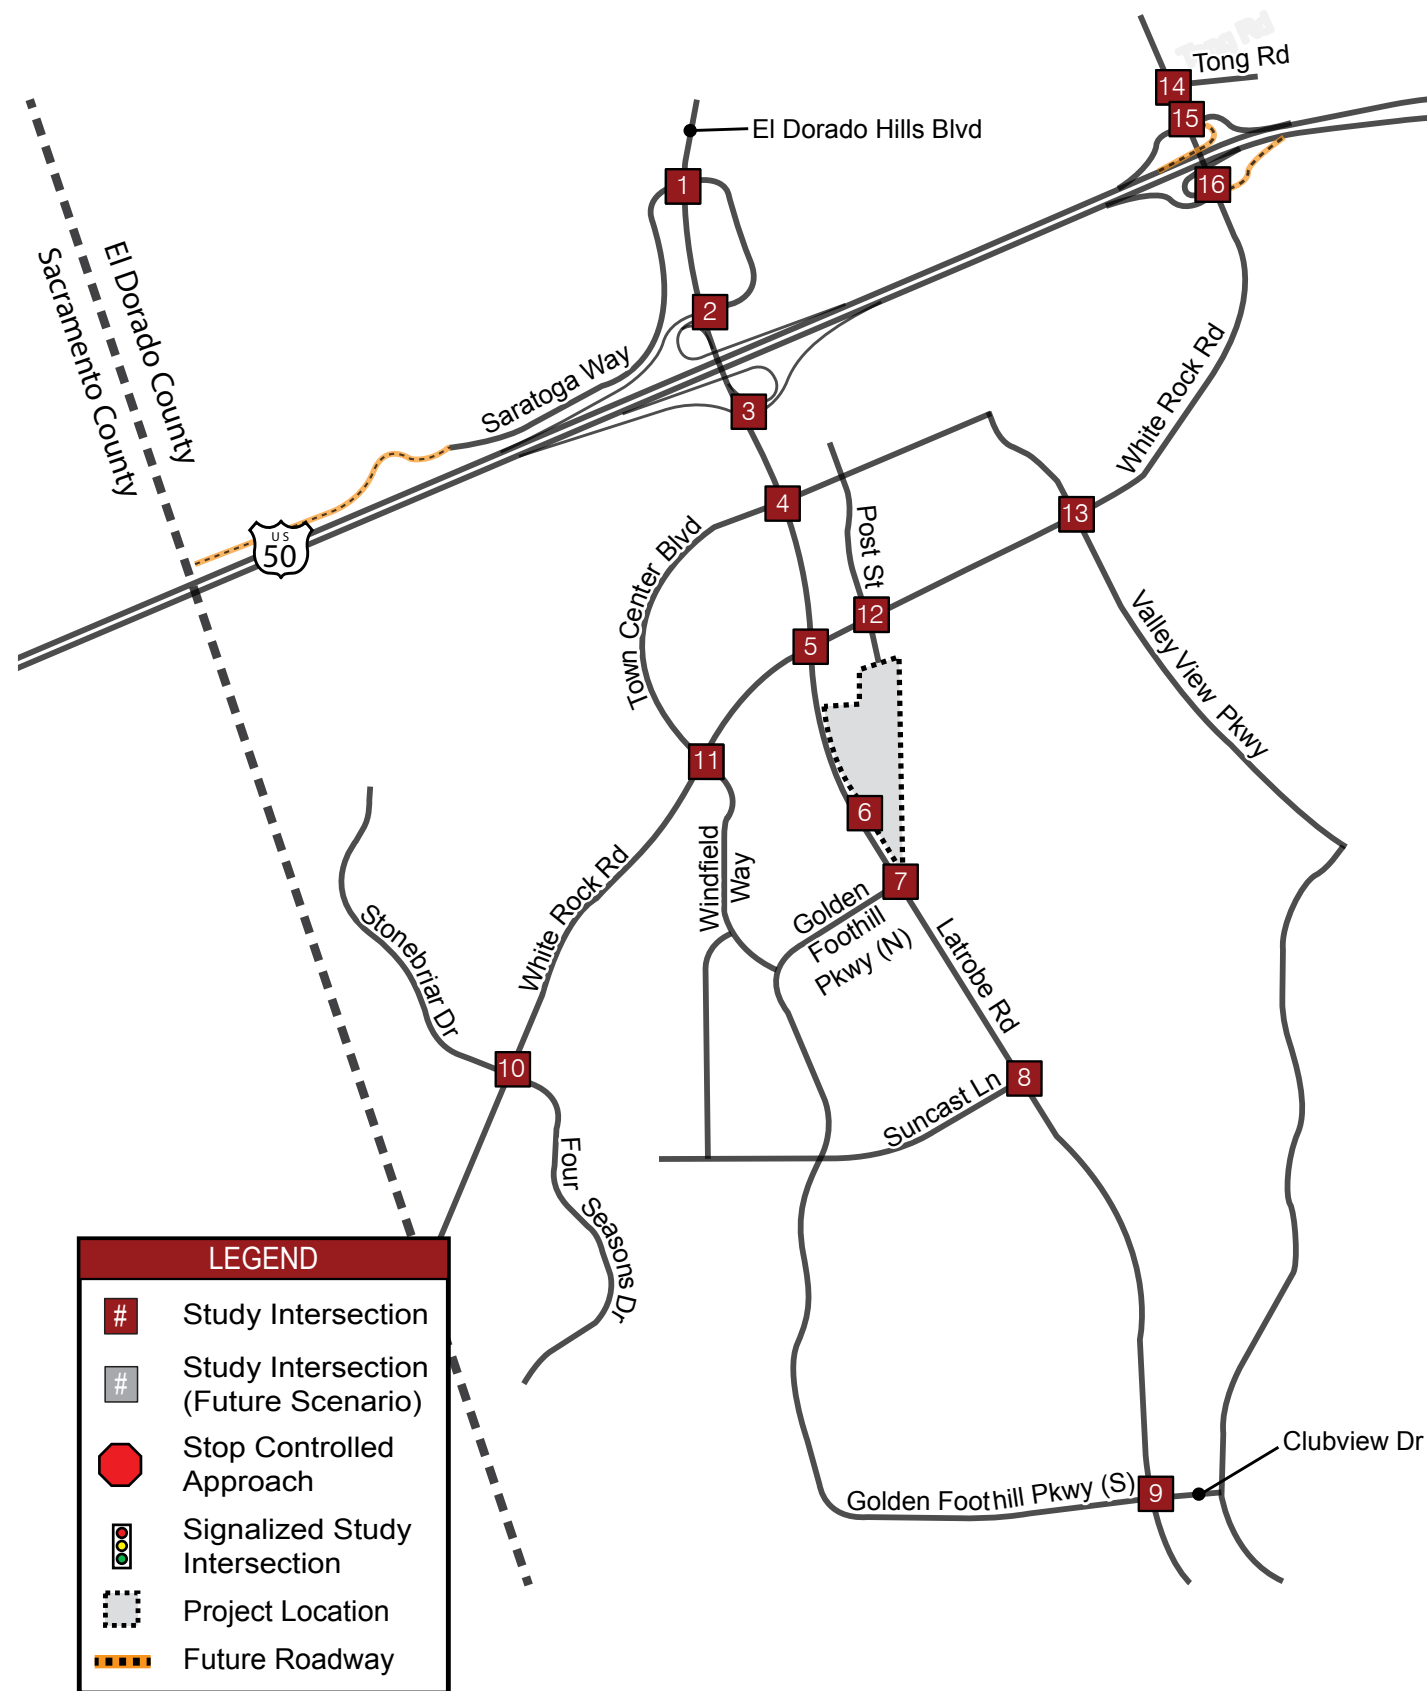 Tong Rd
Tong Rd
14
15
16
El Dorado Hills Blvd
1
2
3
El Dorado County
Sacramento County
Saratoga Way
White Rock Rd
US
50
4
13
Post St
Town Center Blvd
12
5
Valley View Pkwy
11
6
7
Windfield
Way
Golden
Foothill
Pkwy (N)
White Rock Rd
Stonebriar Dr
Latrobe Rd
10
8
Suncast Ln
Four Seasons Dr
Clubview Dr
Golden Foothill Pkwy (S)
9
LEGEND
# Study Intersection
# Study Intersection
(Future Scenario)
Stop Controlled
Approach
Signalized Study
Intersection
Project Location
Future Roadway